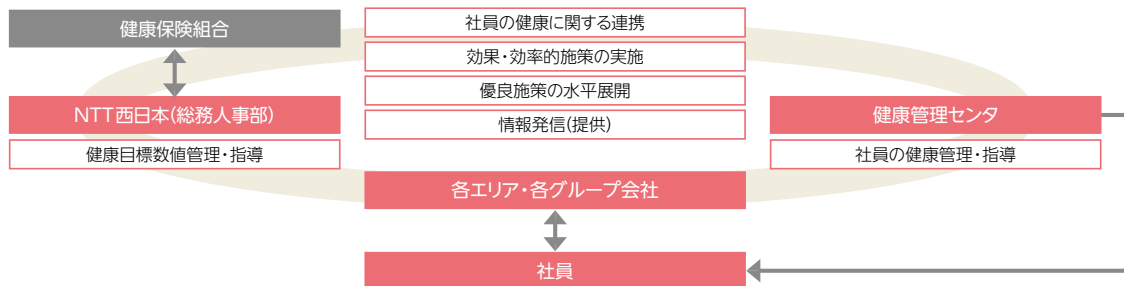 健康保険組合
社員の健康に関する連携
効果・効率的施策の実施
優良施策の水平展開
情報発信(提供)
NTT西日本(総務人事部)
健康目標数値管理・指導
健康管理センタ
社員の健康管理・指導
各エリア・各グループ会社
社員